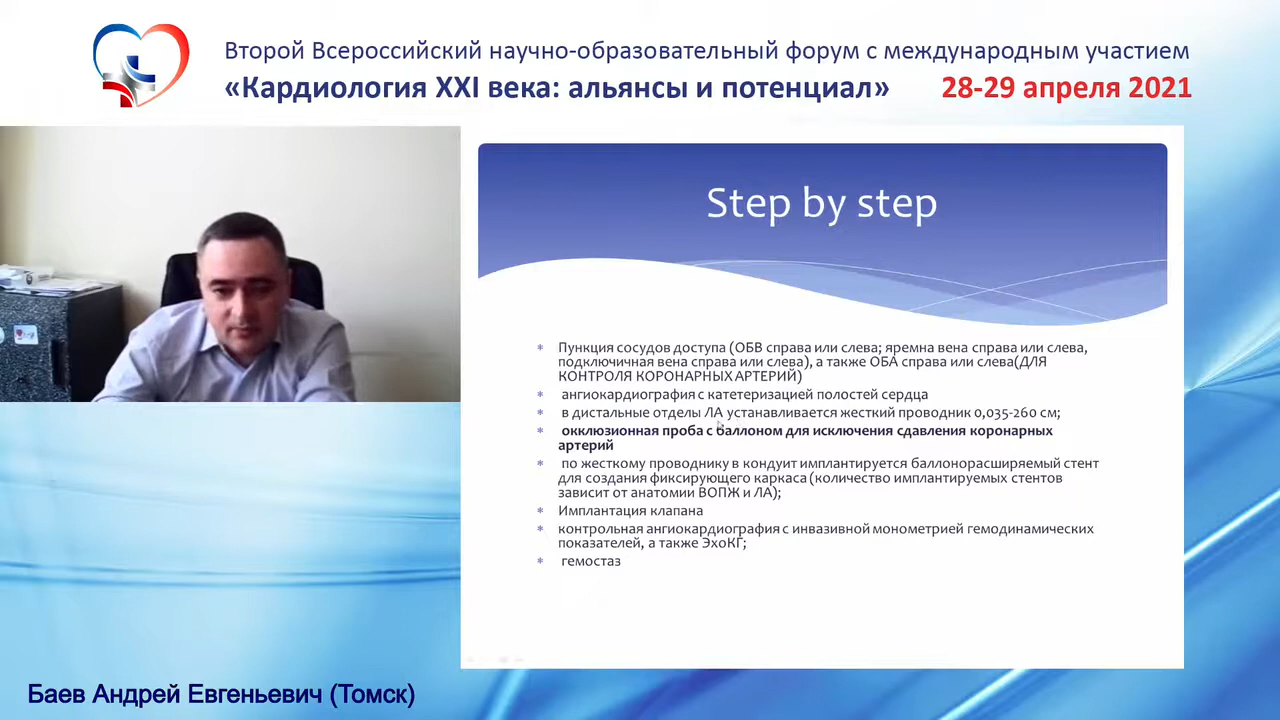 Второй Всероссийский научно-образовательный форум с международным участием
«Кардиология XXI века: альянсы и потенциал» 28-29 апреля 2021
Step by step
Пункция сосудов доступа (ОБВ справа или слева; яремна вена справа или слева,
подключичная вена справа или слева), а также ОБА справа или слева(ДЛЯ
КОНТРОЛЯ КОРОНАРНЫХ АРТЕРИЙ)
ангиокардиография с катетеризацией полостей сердца
в дистальные отделы ЛА устанавливается жесткий проводник 0,035-260 см;
окклюзионная проба с баллоном для исключения сдавления коронарных
артерий
по жесткому проводнику в кондуит имплантируется баллонорасширяемый стент
для создания фиксирующего каркаса (количество имплантируемых стентов
зависит от анатомии ВОПЖ и ЛА);
Имплантация клапана
контрольная ангиокардиография с инвазивной монометрией гемодинамических
показателей, а также ЭхоКГ;
гемостаз
Баев Андрей Евгеньевич (Томск)